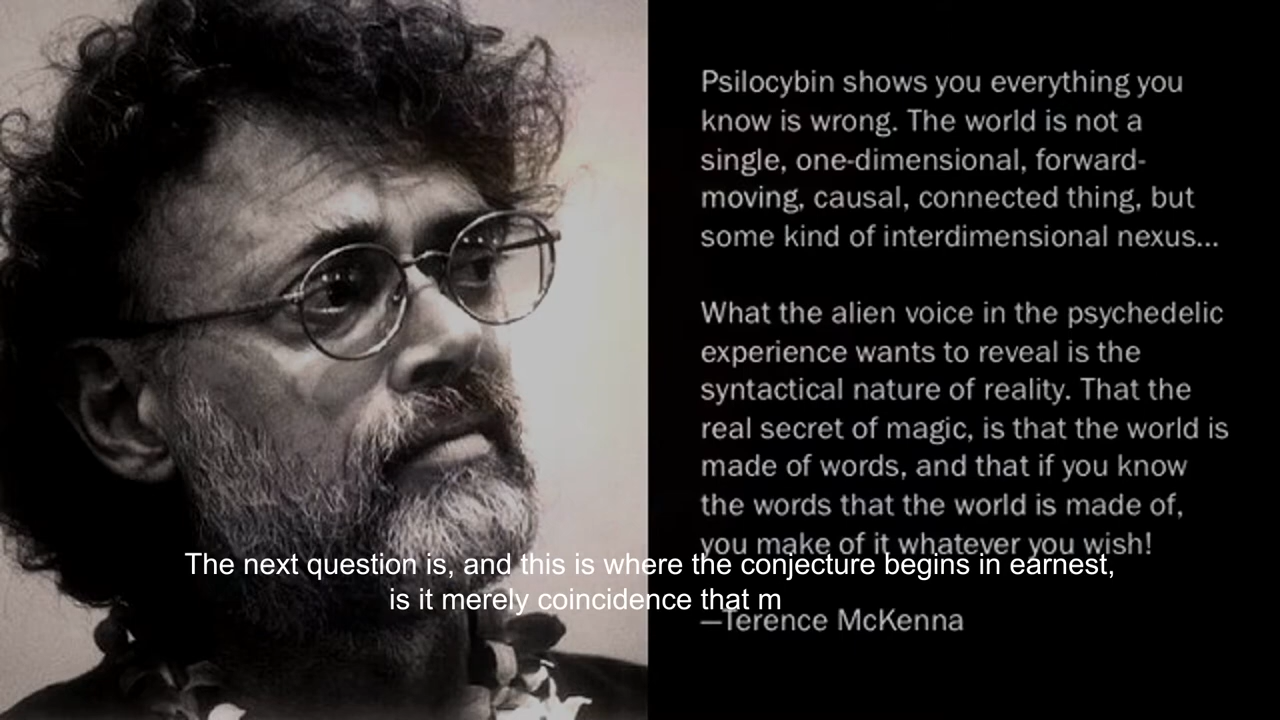 Psilocybin shows you everything you
know is wrong. The world is not a
single, one-dimensional, forward-
moving, causal, connected thing, but
some kind of interdimensional nexus...
What the alien voice in the psychedelic
experience wants to reveal is the
syntactical nature of reality. That the
real secret of magic, is that the world is
made of words, and that if you know
the words that the world is made of,
you make of it whatever you wish!
The next question is, and this is where the conjecture begins in earnest,
is it merely coincidence that m
—Terence McKenna